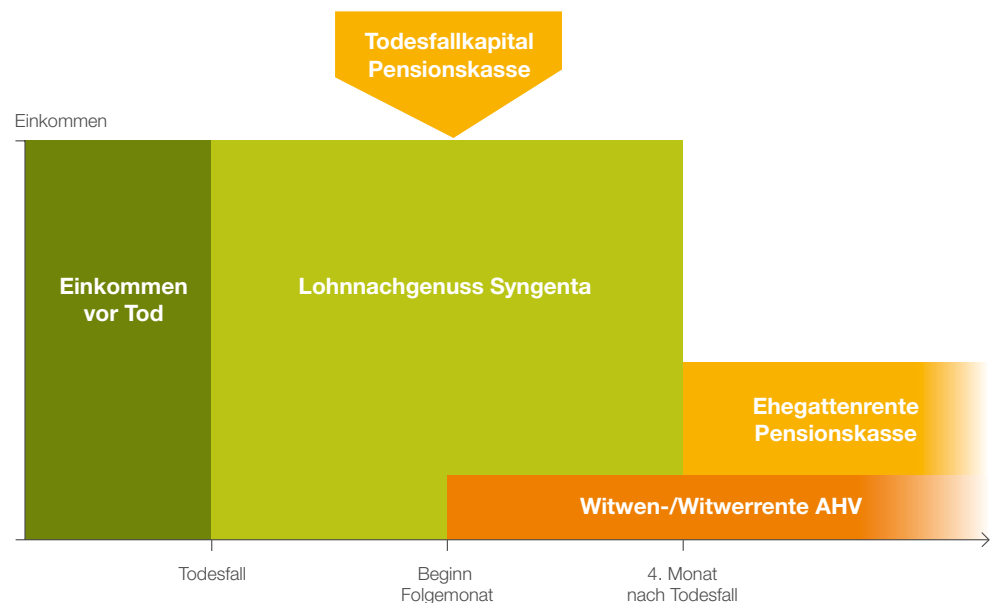 Todesfallkapital
Pensionskasse
Einkommen
Einkommen
vor Tod
Lohnnachgenuss Syngenta
Ehegattenrente
Pensionskasse
Witwen-/Witwerrente AHV
Todesfall
Beginn
Folgemonat
4. Monat
nach Todesfall